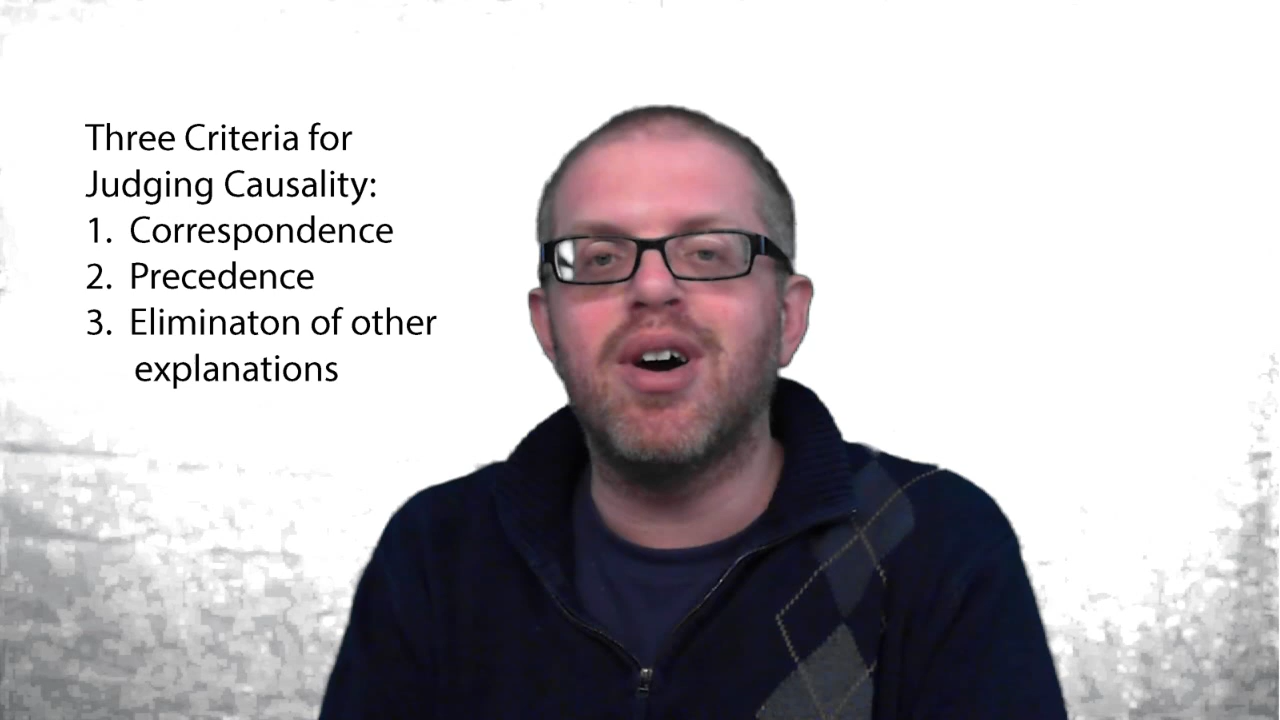 Three Criteria for
Judging Causality:
1. Correspondence
2. Precedence
3. Eliminaton of other
explanations